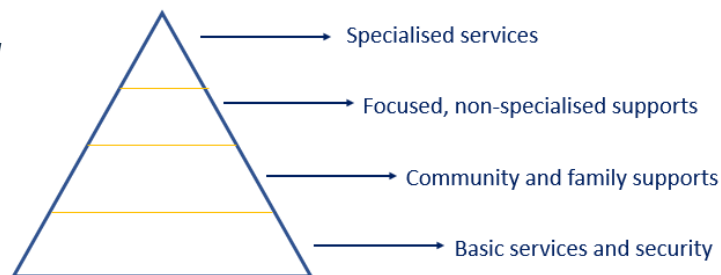 Specialised services
Focused, non-specialised supports
Community and family supports
Basic services and security